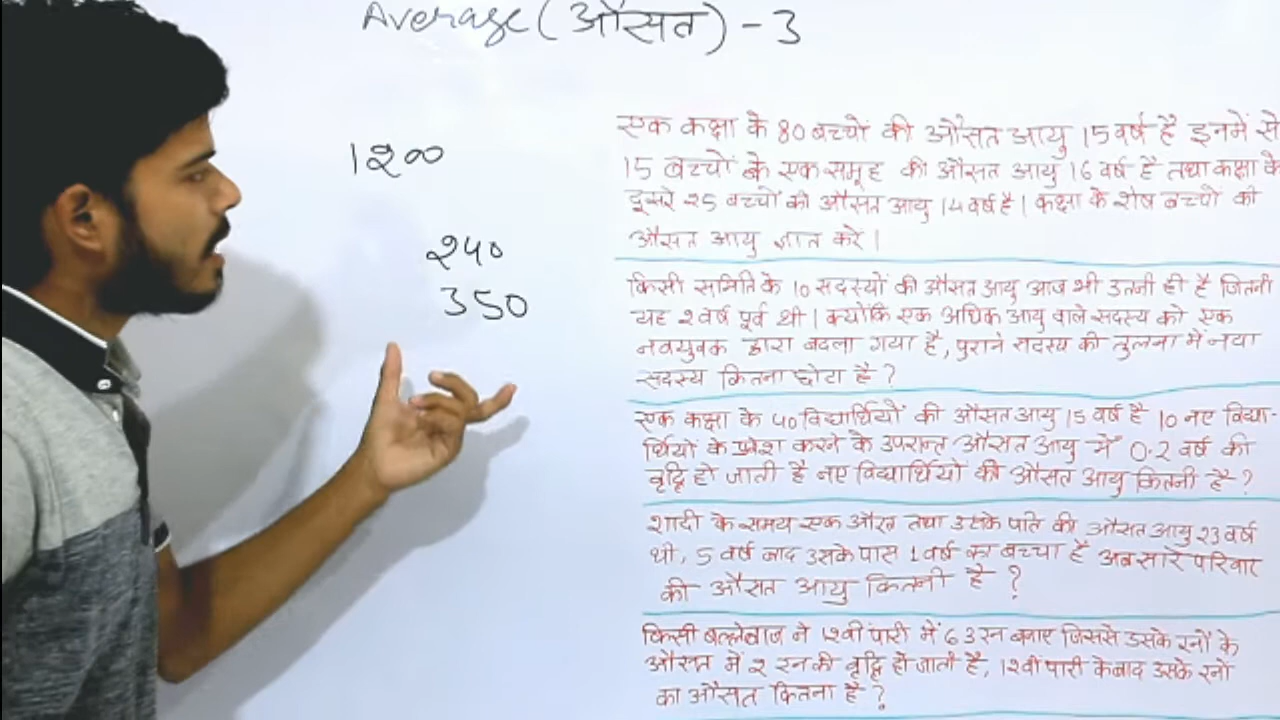 Average (औसत) - 3
1200
240
350
एक कक्षा के 80 बच्चों की औसत आयु 15 वर्ष है इनमें से
15 बच्चों के एक समूह की औसत आयु 16 वर्ष है तथा कक्षा के
दूसरे 25 बच्चों की औसत आयु 14 वर्ष है। कक्षा के शेष बच्चों की
औसत आयु ज्ञात करें।
किसी समिति के 10 सदस्यों की औसत आयु आज भी उतनी ही है जितनी
यह 2 वर्ष पूर्व थी। क्योंकि एक अधिक आयु वाले सदस्य को एक
नवयुवक द्वारा बदला गया है, पुराने सदस्य की तुलना में नया
सदस्य कितना छोटा है?
एक कक्षा के 40 विद्यार्थियों की औसत आयु 15 वर्ष है 10 नए विद्या-
र्थियों के प्रवेश करने के उपरान्त औसत आयु में 0.2 वर्ष की
वृद्धि हो जाती है नए विद्यार्थियों की औसत आयु कितनी है?
शादी के समय एक औरत तथा उसके पति की औसत आयु 23 वर्ष
थी, 5 वर्ष बाद उसके पास 1 वर्ष का बच्चा है अब सारे परिवार
की औसत आयु कितनी है?
किसी बल्लेबाज ने 12वीं पारी में 63 रन बनाए जिससे उसके रनों के
औसत में 2 रन की वृद्धि हो जाती है, 12वीं पारी के बाद उसके रनों
का औसत कितना है?